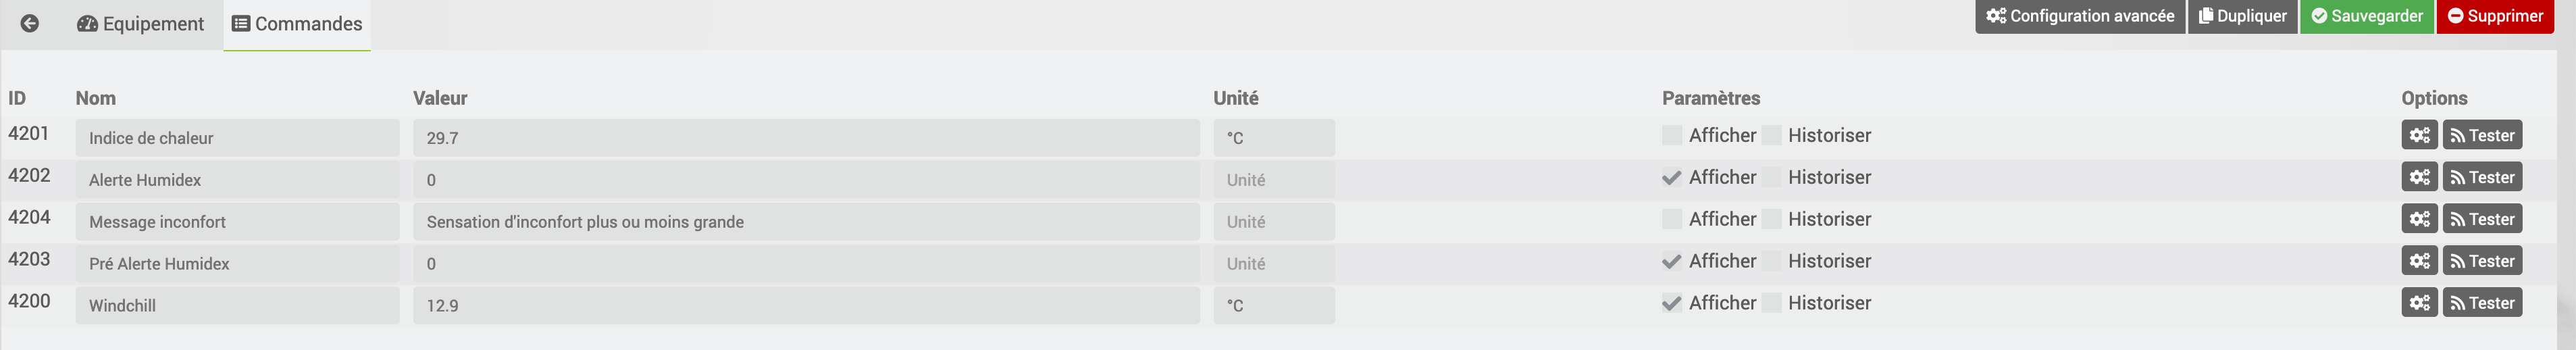 Equipement Commandes Configuration avancée Dupliquer Sauvegarder Supprimer
ID Nom Valeur Unité Paramètres Options
4201 Indice de chaleur 29.7 °C Afficher Historiser Tester
4202 Alerte Humidex 0 Unité Afficher Historiser Tester
4204 Message inconfort Sensation d'inconfort plus ou moins grande Unité Afficher Historiser Tester
4203 Pré Alerte Humidex 0 Unité Afficher Historiser Tester
4200 Windchill 12.9 °C Afficher Historiser Tester